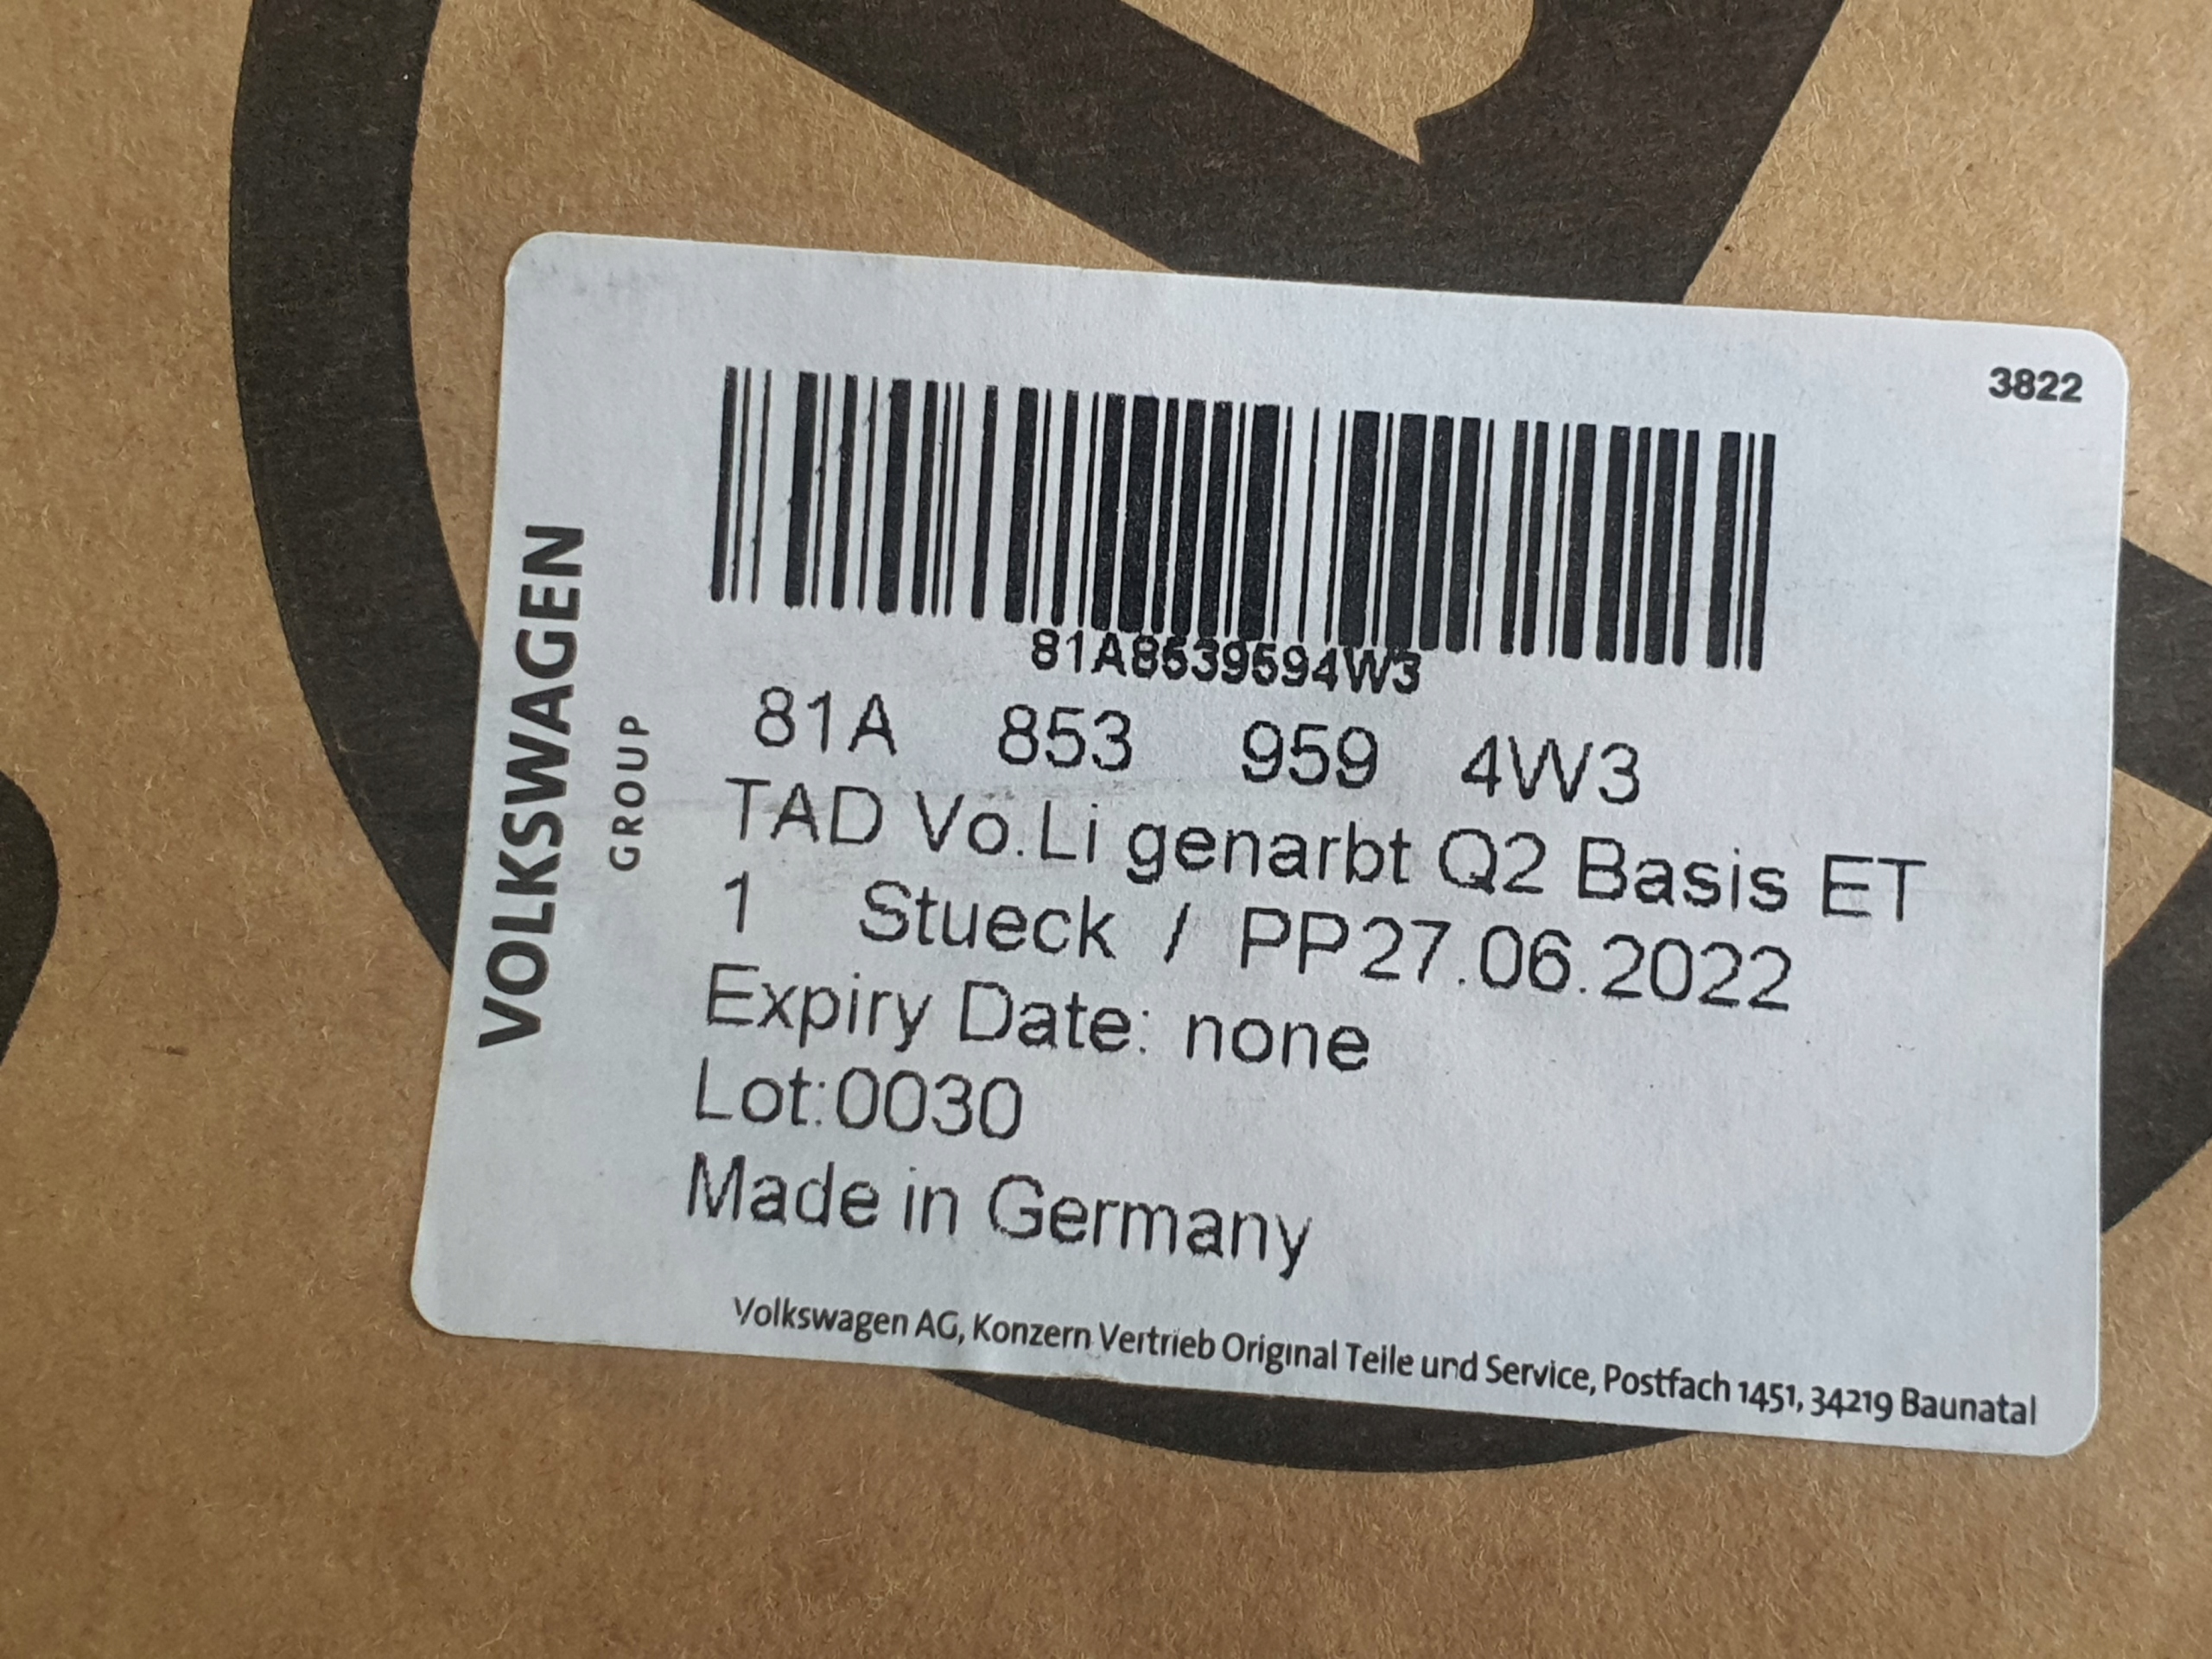 3822
VOLKSWAGEN
GROUP
81A8539594W3
81A 853 959 4W3
TAD Vo.Li genarbt Q2 Basis ET
1 Stueck / PP27.06.2022
Expiry Date: none
Lot:0030
Made in Germany
Volkswagen AG, Konzern Vertrieb Original Teile und Service, Postfach 1451, 34219 Baunatal